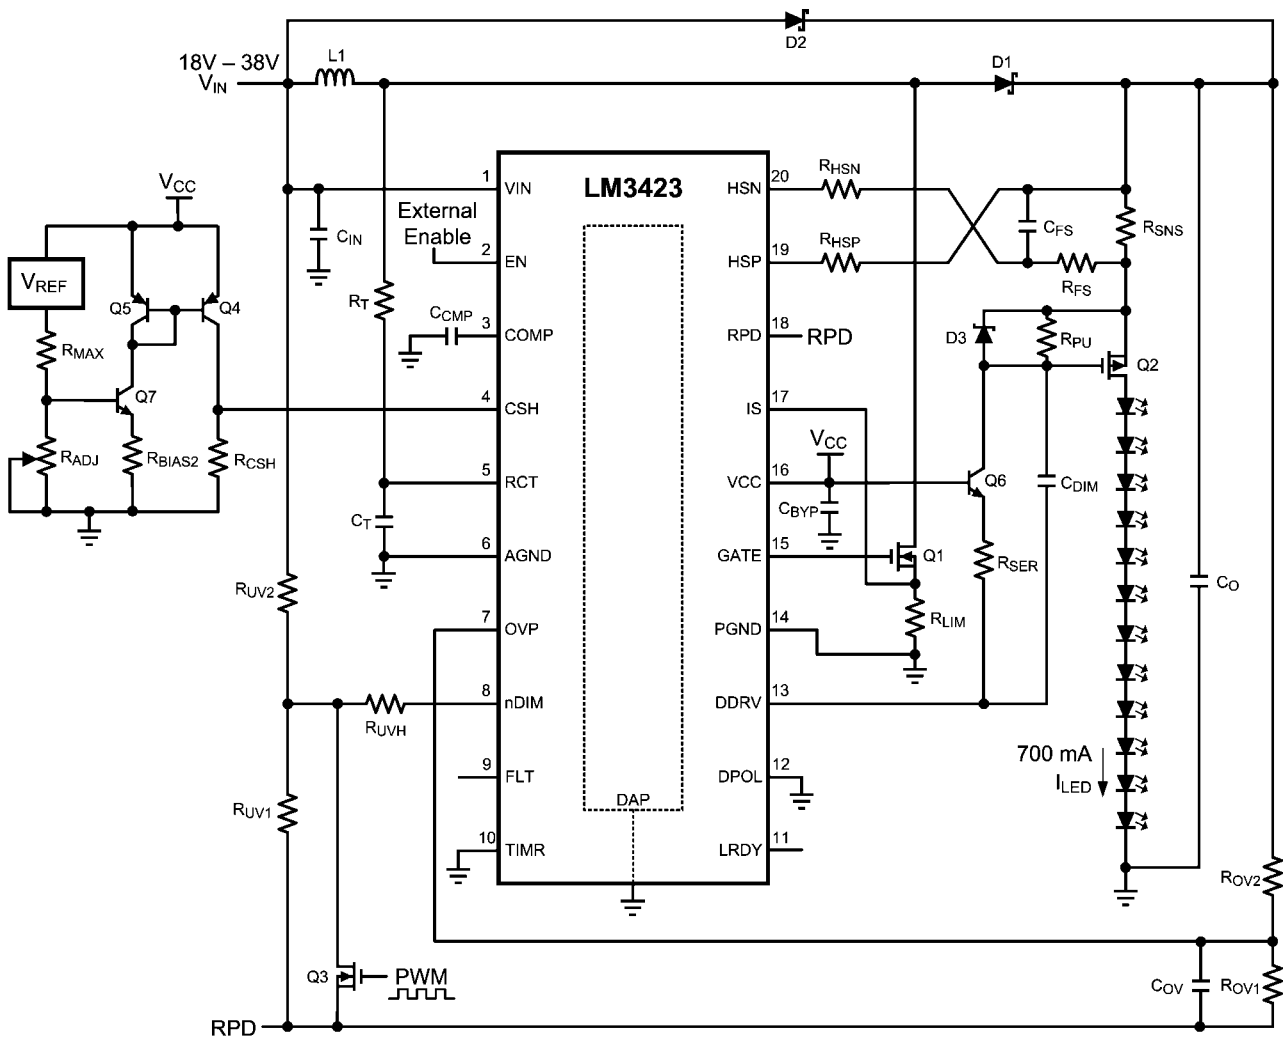 D2
18V – 38V
VIN
L1
D1
LM3423
1
VIN
2
EN
3
COMP
4
CSH
5
RCT
6
AGND
7
OVP
8
nDIM
9
FLT
10
TIMR
20
HSN
19
HSP
18
RPD
17
IS
16
VCC
15
GATE
14
PGND
13
DDRV
12
DPOL
11
LRDY
DAP
VCC
VREF
Q5
Q4
RMAX
Q7
RADJ
RBIAS2
RCSH
CIN
External
Enable
RT
CCMP
CT
RUV2
RUVH
RUV1
Q3
PWM
RPD
RHSN
RHSP
CFS
RSNS
RFS
RPD
D3
RPU
Q2
VCC
CBYP
Q6
CDIM
Q1
RSER
RLIM
CO
700 mA
ILED
ROV2
COV
ROV1